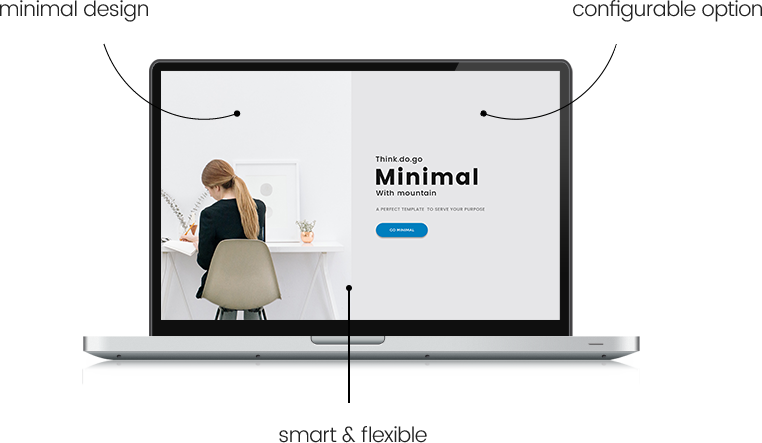 minimal design
configurable option
Think.do.go
Minimal
With mountain
A PERFECT TEMPLATE TO SERVE YOUR PURPOSE
GO MINIMAL
smart & flexible